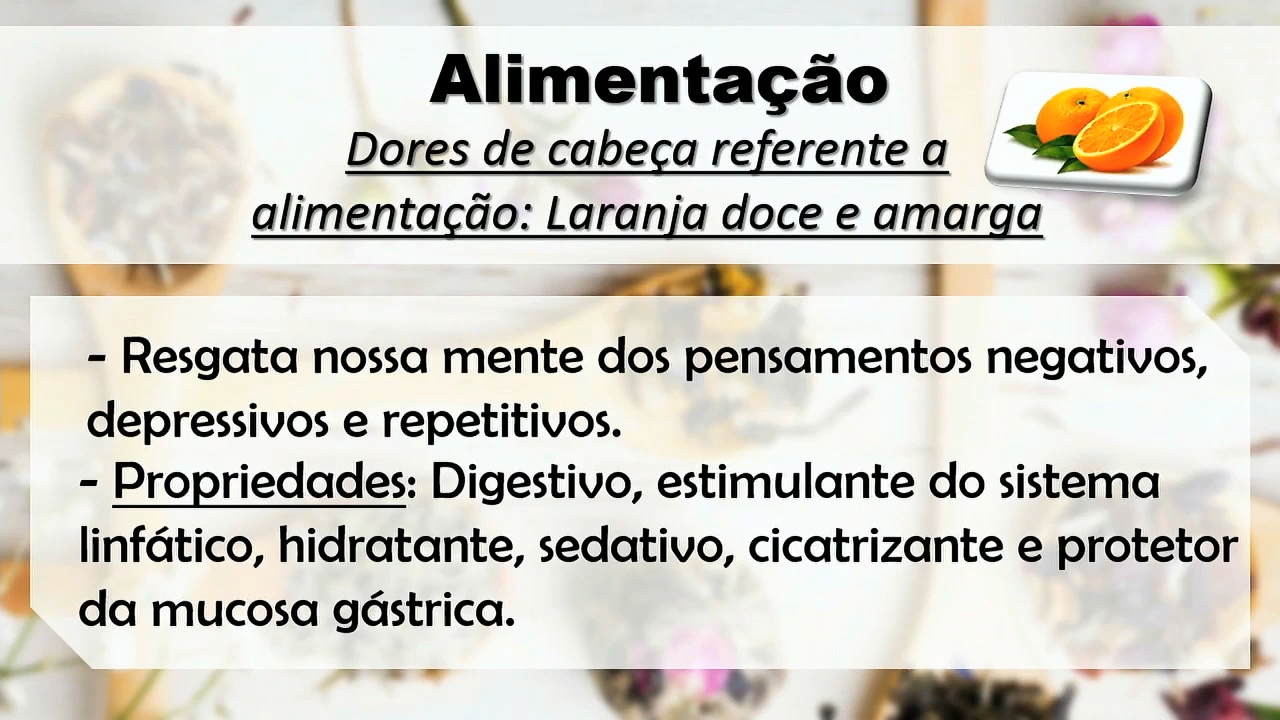 Alimentação
Dores de cabeça referente a
alimentação: Laranja doce e amarga
- Resgata nossa mente dos pensamentos negativos,
depressivos e repetitivos.
- Propriedades: Digestivo, estimulante do sistema
linfático, hidratante, sedativo, cicatrizante e protetor
da mucosa gástrica.